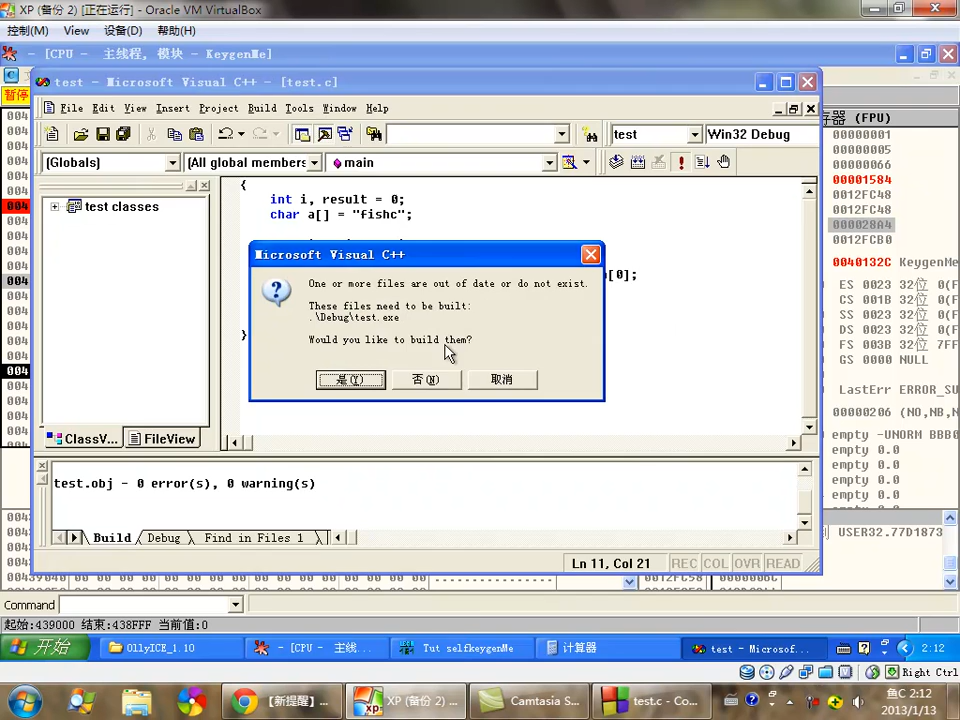 XP (备份 2) [正在运行] - Oracle VM VirtualBox
控制(M) View 设备(D) 帮助(H)
- [CPU - 主线程, 模块 - KeygenMe]
test - Microsoft Visual C++ - [test.c]
暂停
File Edit View Insert Project Build Tools Window Help
存器 (FPU)
test
Win32 Debug
00000001
00000005
00000066
00001584
0012FC48
0012FC48
000028A4
0012FCB0
(Globals)
(All global members
main
test classes
{
int i, result = 0;
char a[] = "fishc";
[0];
}
Microsoft Visual C++
One or more files are out of date or do not exist.
These files need to be built:
.\Debug\test.exe
Would you like to build them?
是(Y) 否(N) 取消
0040132C KeygenMe
ES 0023 32位 0(F
CS 001B 32位 0(F
SS 0023 32位 0(F
DS 0023 32位 0(F
FS 003B 32位 7FF
GS 0000 NULL
LastErr ERROR_SU
00000206 (NO,NB,N
empty -UNORM BBB0
empty 0.0
empty 0.0
empty 0.0
empty 0.0
ClassV... FileView
test.obj - 0 error(s), 0 warning(s)
Build Debug Find in Files 1
USER32.77D1873
Ln 11, Col 21 REC COL OVR READ
Command
起始:439000 结束:438FFF 当前值:0
开始 OllyICE_1.10 - [CPU - 主线... Tut selfkeygenMe 计算器 test - Microsof... 2:12
Right Ctrl
【新提醒】... XP (备份 2) ... Camtasia S... test.c - Co...
鱼C 2:12
2013/1/13